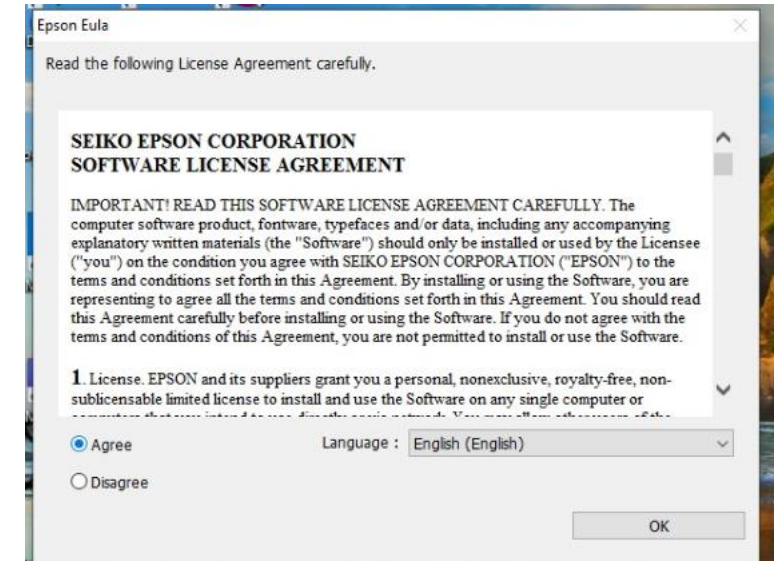 Epson Eula
Read the following License Agreement carefully.
SEIKO EPSON CORPORATION
SOFTWARE LICENSE AGREEMENT
IMPORTANT! READ THIS SOFTWARE LICENSE AGREEMENT CAREFULLY. The
computer software product, fontware, typefaces and/or data, including any accompanying
explanatory written materials (the "Software") should only be installed or used by the Licensee
("you") on the condition you agree with SEIKO EPSON CORPORATION ("EPSON") to the
terms and conditions set forth in this Agreement. By installing or using the Software, you are
representing to agree all the terms and conditions set forth in this Agreement. You should read
this Agreement carefully before installing or using the Software. If you do not agree with the
terms and conditions of this Agreement, you are not permitted to install or use the Software.
1. License. EPSON and its suppliers grant you a personal, nonexclusive, royalty-free, non-
sublicensable limited license to install and use the Software on any single computer or
Agree
Language : English (English)
Disagree
OK